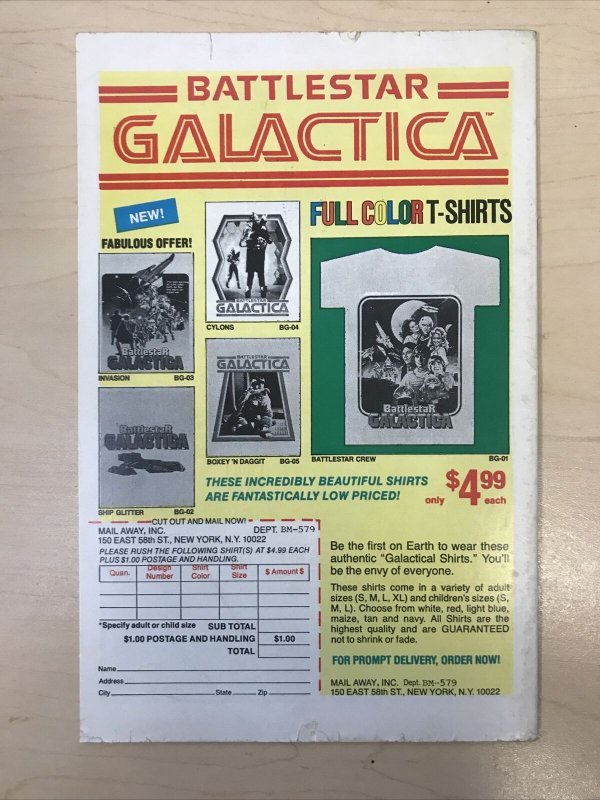 BATTLESTAR
GALACTICA™
NEW!
FABULOUS OFFER!
FULL COLOR T-SHIRTS
BattlestaR
GALACTICA
INVASION BG-03
BATTLESTAR
GALACTICA
CYLONS BG-04
BattlestaR
GALACTICA
SHIP GLITTER BG-02
BATTLESTAR
GALACTICA
BOXEY 'N DAGGIT BG-05
BattlestaR
GALACTICA
BATTLESTAR CREW BG-01
THESE INCREDIBLY BEAUTIFUL SHIRTS
ARE FANTASTICALLY LOW PRICED!
only $4.99 each
CUT OUT AND MAIL NOW!
MAIL AWAY, INC. DEPT. BM-579
150 EAST 58th ST., NEW YORK, N.Y. 10022
PLEASE RUSH THE FOLLOWING SHIRT(S) AT $4.99 EACH
PLUS $1.00 POSTAGE AND HANDLING.
Quan. Design Number Shirt Color Shirt Size $ Amount $
*Specify adult or child size SUB TOTAL
$1.00 POSTAGE AND HANDLING $1.00
TOTAL
Name
Address
City State Zip
Be the first on Earth to wear these
authentic "Galactical Shirts." You'll
be the envy of everyone.
These shirts come in a variety of adult
sizes (S, M, L, XL) and children's sizes (S,
M, L). Choose from white, red, light blue,
maize, tan and navy. All Shirts are the
highest quality and are GUARANTEED
not to shrink or fade.
FOR PROMPT DELIVERY, ORDER NOW!
MAIL AWAY, INC. Dept. BM-579
150 EAST 58th ST., NEW YORK, N.Y. 10022